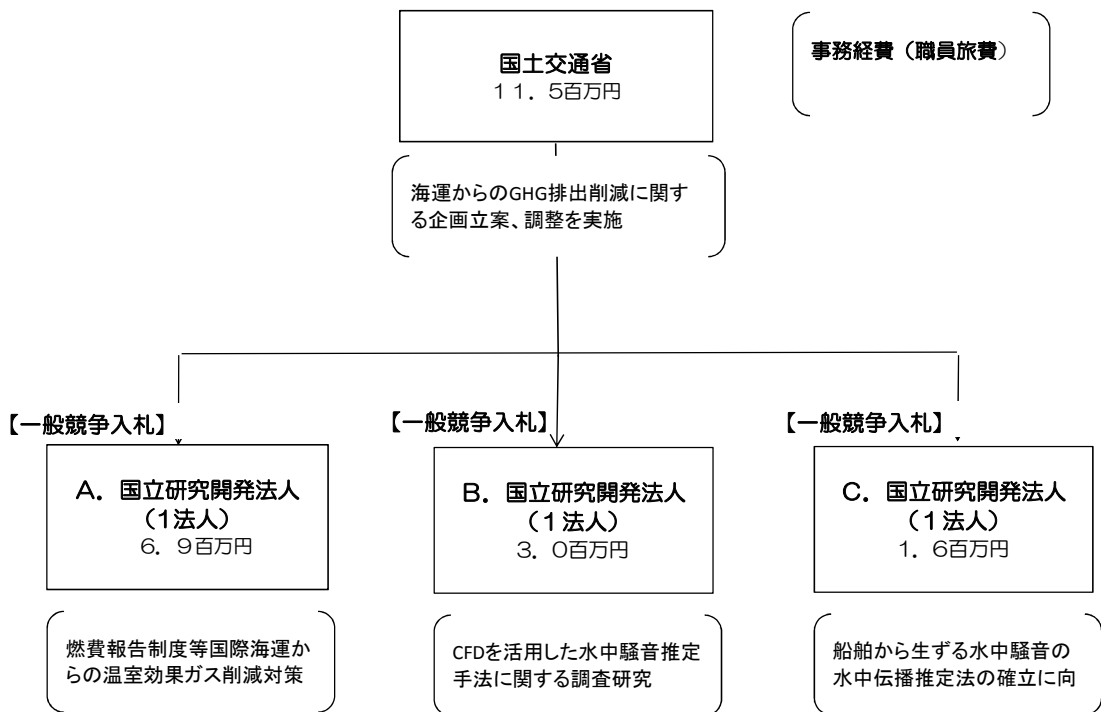 国土交通省
１１．５百万円
事務経費（職員旅費）
海運からのGHG排出削減に関す
る企画立案、調整を実施
【一般競争入札】
【一般競争入札】
【一般競争入札】
A．国立研究開発法人
（１法人）
６．９百万円
B．国立研究開発法人
（１法人）
３．０百万円
C．国立研究開発法人
（１法人）
１．６百万円
燃費報告制度等国際海運か
らの温室効果ガス削減対策
CFDを活用した水中騒音推定
手法に関する調査研究
船舶から生ずる水中騒音の
水中伝播推定法の確立に向